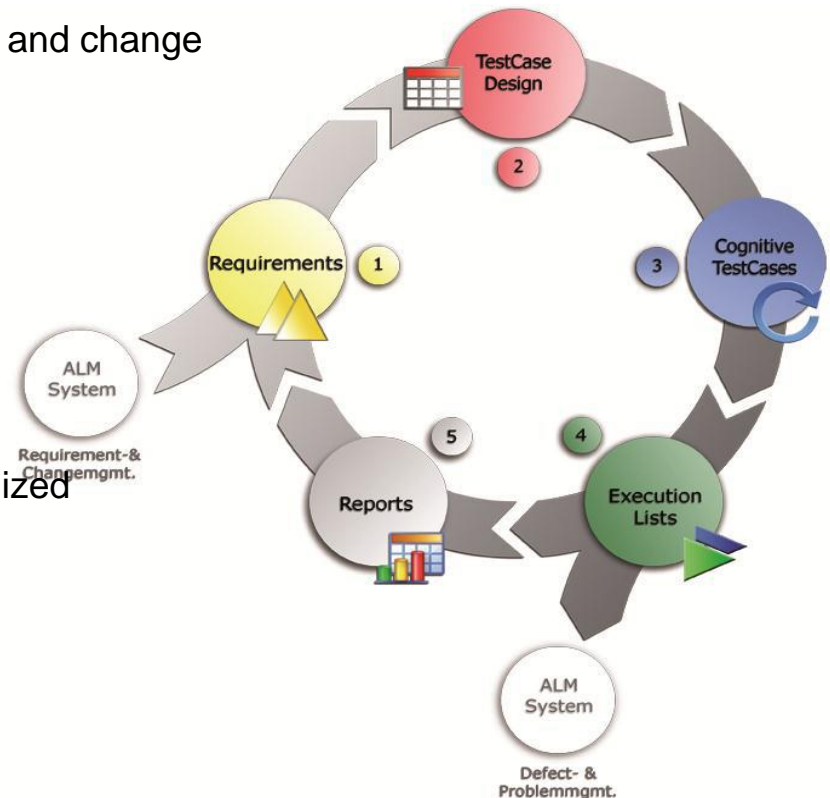 and change
TestCase
Design
2
Requirements
1
Cognitive
TestCases
3
ALM
System
Requirement-&
Changemgmt.
ized
5
4
Reports
Execution
Lists
ALM
System
Defect- &
Problemmgmt.